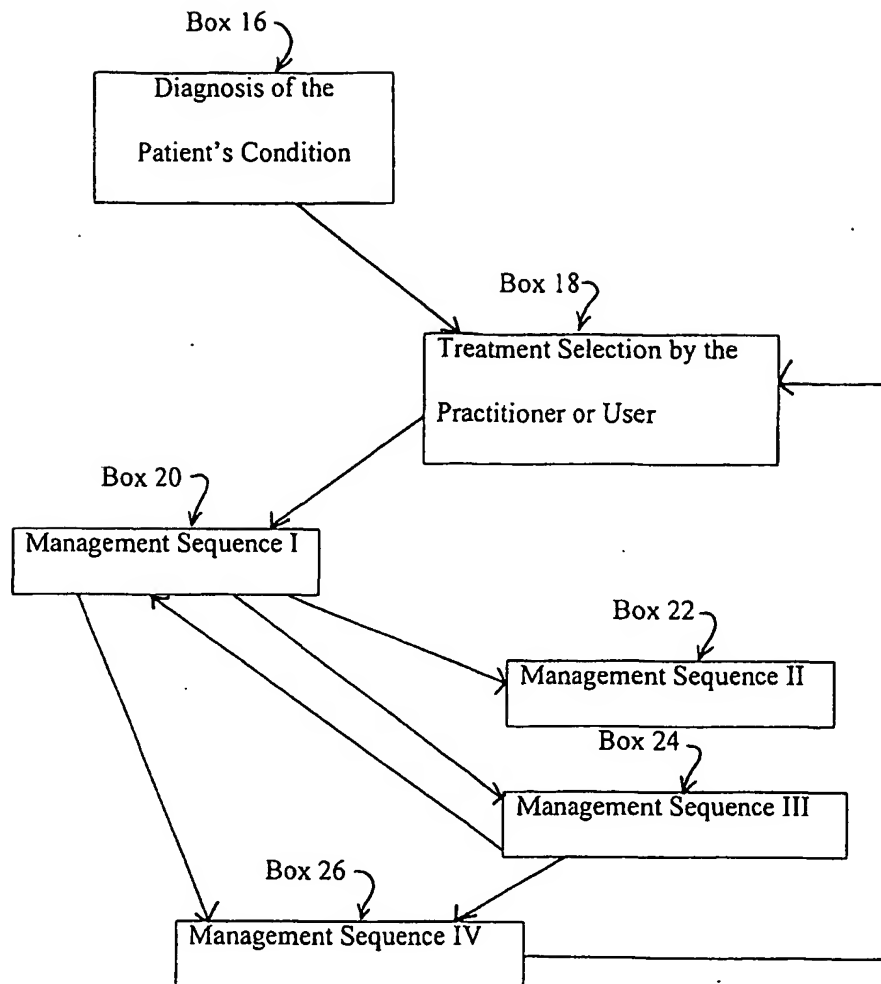 Box 16
Diagnosis of the
Patient's Condition
Box 18
Treatment Selection by the
Practitioner or User
Box 20
Management Sequence I
Box 22
Management Sequence II
Box 24
Management Sequence III
Box 26
Management Sequence IV